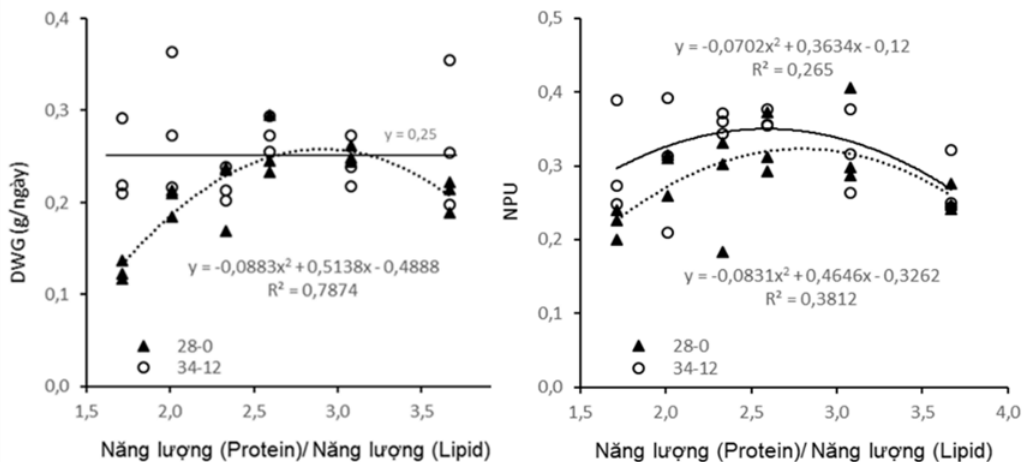 DWG (g/ngày)
0,4
0,3
0,2
0,1
0,0
y = 0,25
y = -0,0883x² + 0,5138x - 0,4888
R² = 0,7874
28-0
34-12
1,5 2,0 2,5 3,0 3,5
Năng lượng (Protein)/ Năng lượng (Lipid)
NPU
0,5
0,4
0,3
0,2
0,1
0,0
y = -0,0702x² + 0,3634x - 0,12
R² = 0,265
y = -0,0831x² + 0,4646x - 0,3262
R² = 0,3812
28-0
34-12
1,5 2,0 2,5 3,0 3,5 4,0
Năng lượng (Protein)/ Năng lượng (Lipid)